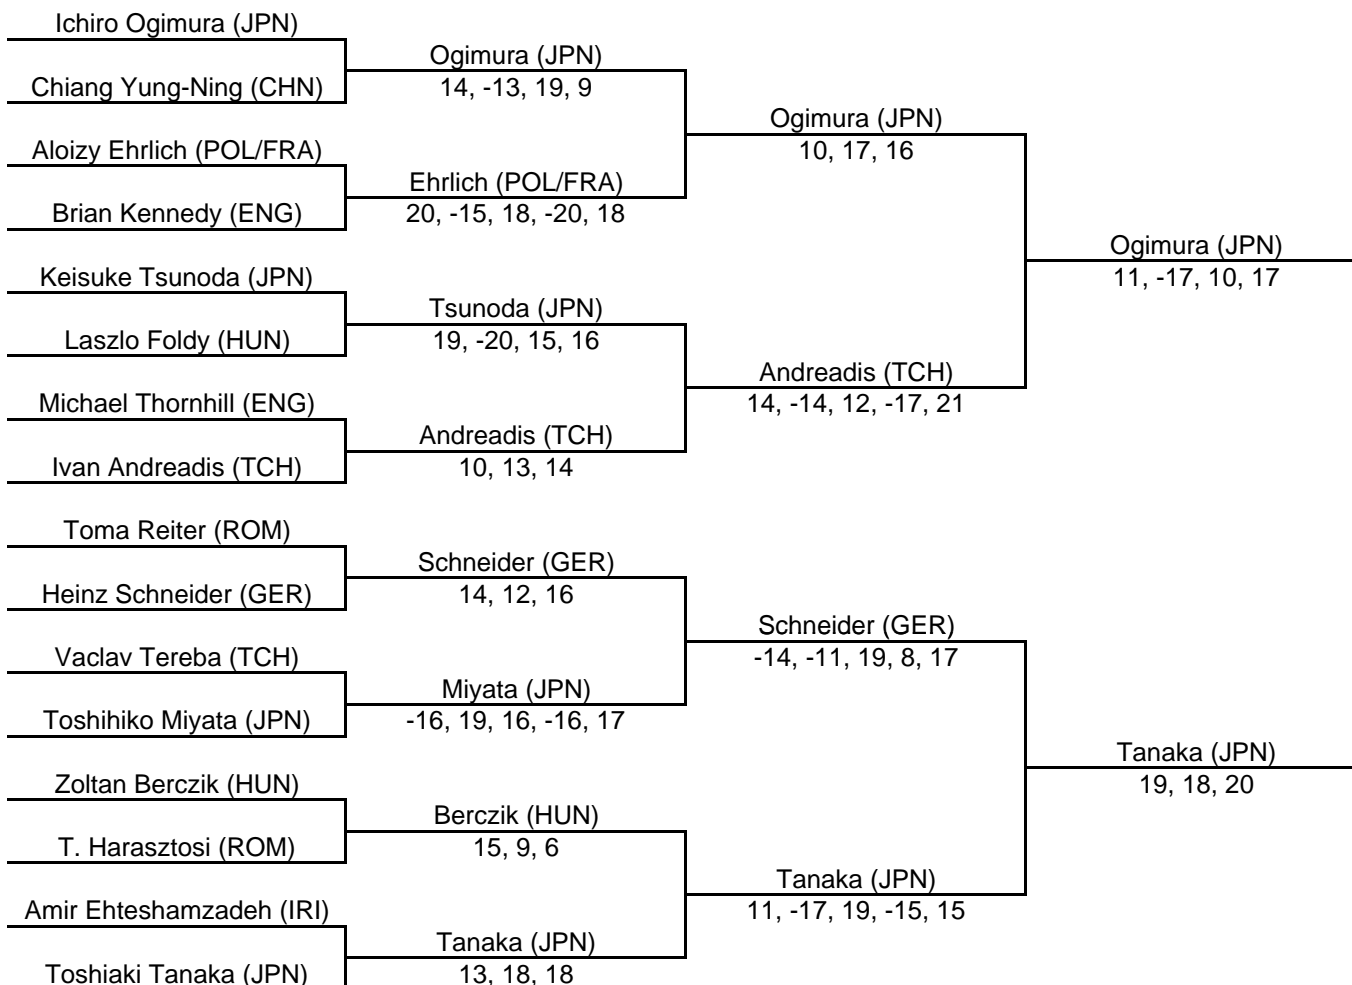 Ichiro Ogimura (JPN)
Chiang Yung-Ning (CHN)
Aloizy Ehrlich (POL/FRA)
Brian Kennedy (ENG)
Keisuke Tsunoda (JPN)
Laszlo Foldy (HUN)
Michael Thornhill (ENG)
Ivan Andreadis (TCH)
Toma Reiter (ROM)
Heinz Schneider (GER)
Vaclav Tereba (TCH)
Toshihiko Miyata (JPN)
Zoltan Berczik (HUN)
T. Harasztosi (ROM)
Amir Ehteshamzadeh (IRI)
Toshiaki Tanaka (JPN)
Ogimura (JPN)
14, -13, 19, 9
Ehrlich (POL/FRA)
20, -15, 18, -20, 18
Tsunoda (JPN)
19, -20, 15, 16
Andreadis (TCH)
10, 13, 14
Schneider (GER)
14, 12, 16
Miyata (JPN)
-16, 19, 16, -16, 17
Berczik (HUN)
15, 9, 6
Tanaka (JPN)
13, 18, 18
Ogimura (JPN)
10, 17, 16
Andreadis (TCH)
14, -14, 12, -17, 21
Schneider (GER)
-14, -11, 19, 8, 17
Tanaka (JPN)
11, -17, 19, -15, 15
Ogimura (JPN)
11, -17, 10, 17
Tanaka (JPN)
19, 18, 20